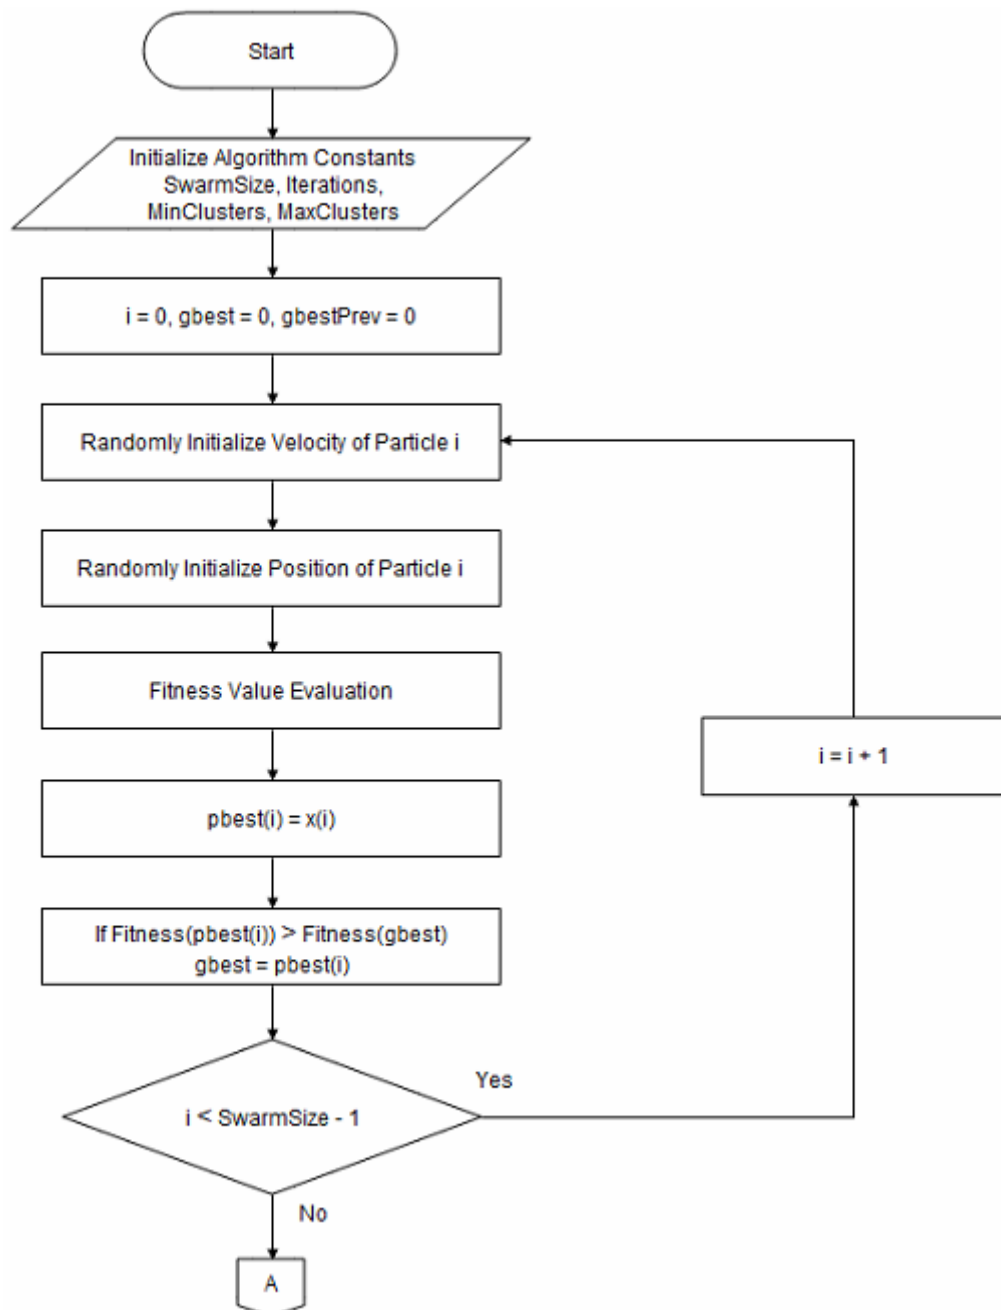 Start
Initialize Algorithm Constants
SwarmSize, Iterations,
MinClusters, MaxClusters
i = 0, gbest = 0, gbestPrev = 0
Randomly Initialize Velocity of Particle i
Randomly Initialize Position of Particle i
Fitness Value Evaluation
i = i + 1
pbest(i) = x(i)
If Fitness(pbest(i)) > Fitness(gbest)
gbest = pbest(i)
Yes
i < SwarmSize - 1
No
A